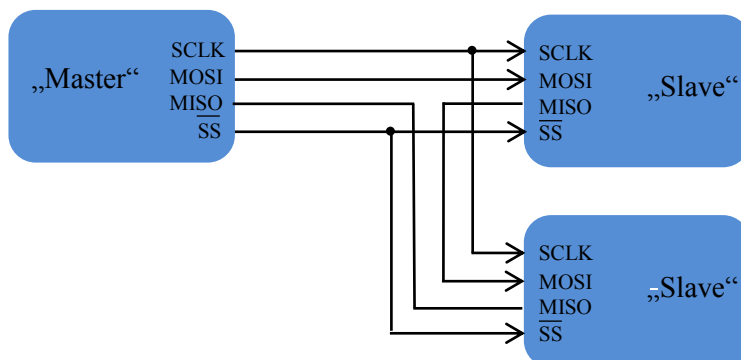 „Master“
SCLK
MOSI
MISO
SS
„Slave“
SCLK
MOSI
MISO
SS
„Slave“
SCLK
MOSI
MISO
SS